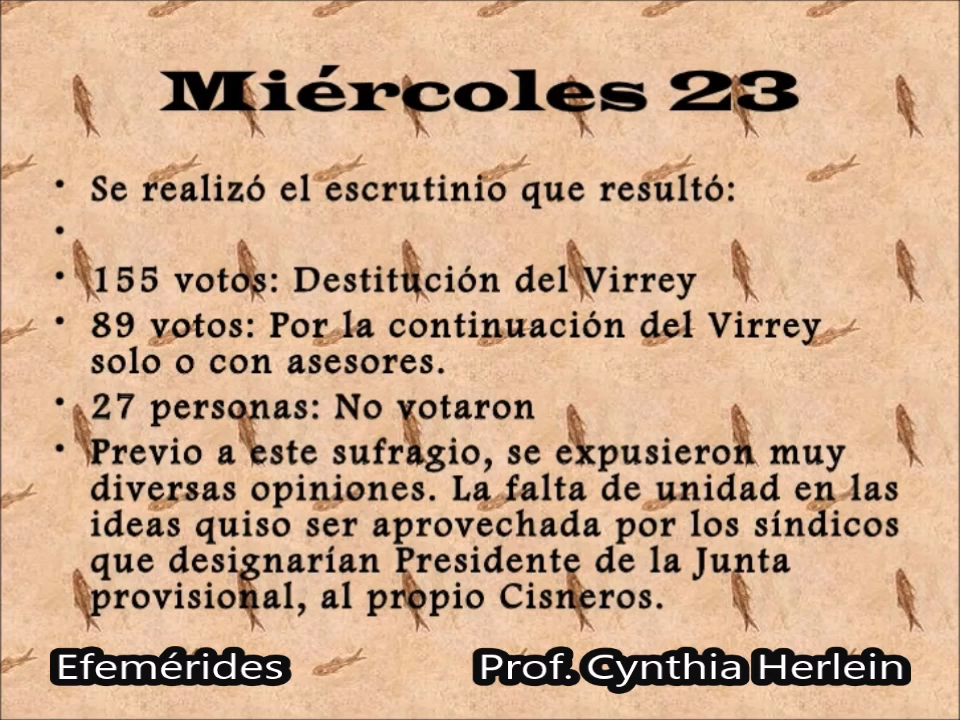 Miércoles 23
• Se realizó el escrutinio que resultó:
•
• 155 votos: Destitución del Virrey
• 89 votos: Por la continuación del Virrey
solo o con asesores.
• 27 personas: No votaron
• Previo a este sufragio, se expusieron muy
diversas opiniones. La falta de unidad en las
ideas quiso ser aprovechada por los síndicos
que designarían Presidente de la Junta
provisional, al propio Cisneros.
Efemérides
Prof. Cynthia Herlein